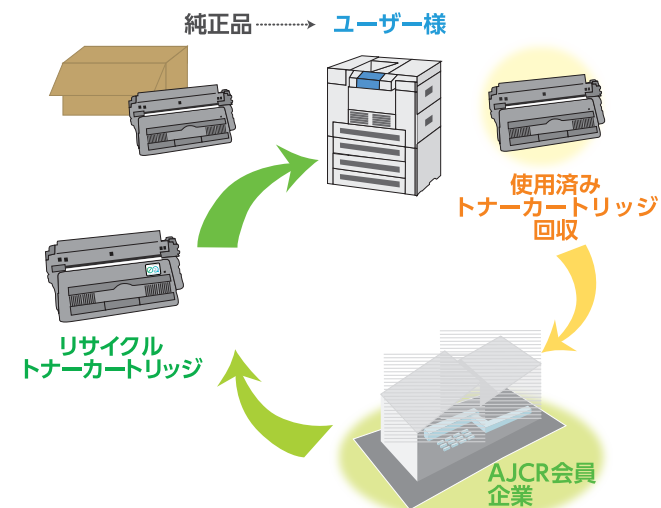 純正品
ユーザー様
使用済み
トナーカートリッジ
回収
リサイクル
トナーカートリッジ
AJCR会員
企業